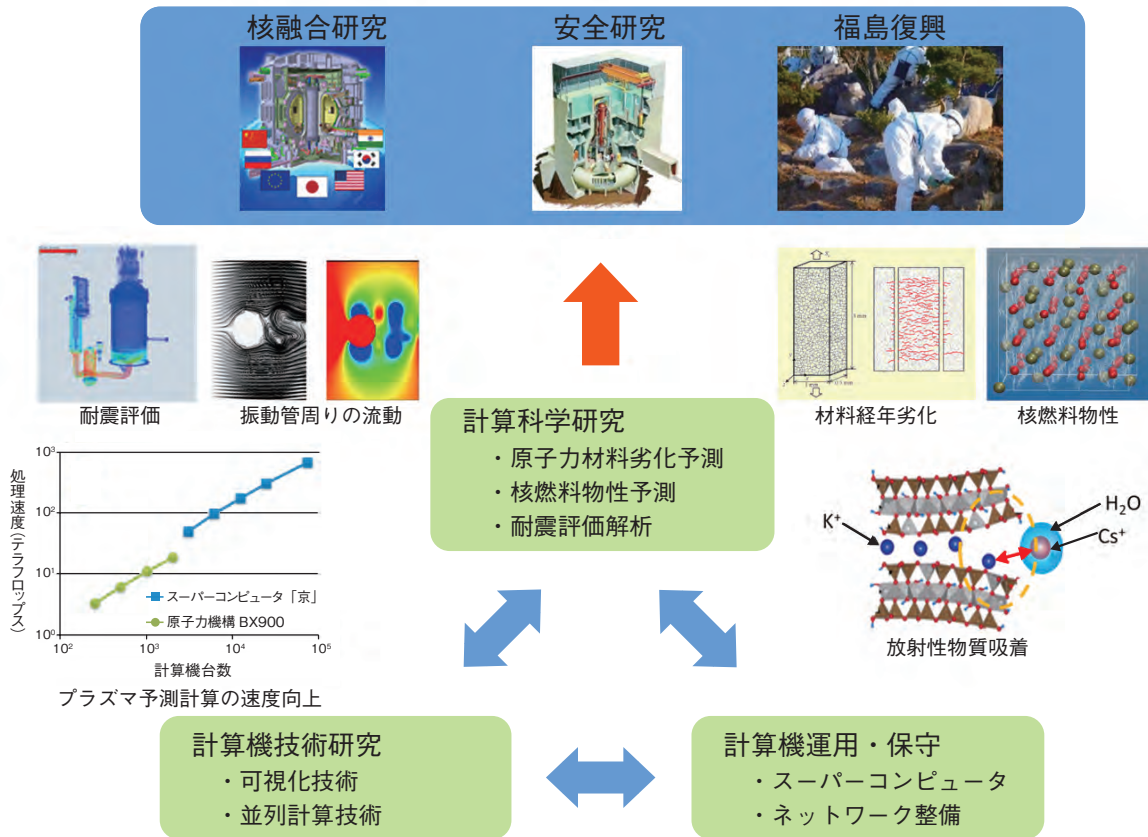 核融合研究
安全研究
福島復興
耐震評価
振動管周りの流動
材料経年劣化
核燃料物性
計算科学研究
・原子力材料劣化予測
・核燃料物性予測
・耐震評価解析
処理速度(テラフロップス)
10³
10²
10¹
10⁰
スーパーコンピュータ「京」
原子力機構 BX900
10²
10³
10⁴
10⁵
計算機台数
プラズマ予測計算の速度向上
K⁺
H₂O
Cs⁺
放射性物質吸着
計算機技術研究
・可視化技術
・並列計算技術
計算機運用・保守
・スーパーコンピュータ
・ネットワーク整備